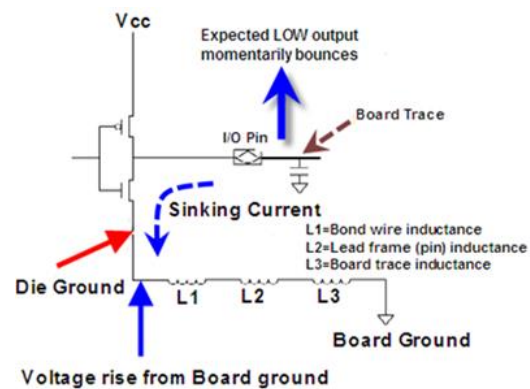 Vcc
Expected LOW output
momentarily bounces
Board Trace
I/O Pin
Sinking Current
L1=Bond wire inductance
L2=Lead frame (pin) inductance
L3=Board trace inductance
Die Ground
L1
L2
L3
Board Ground
Voltage rise from Board ground